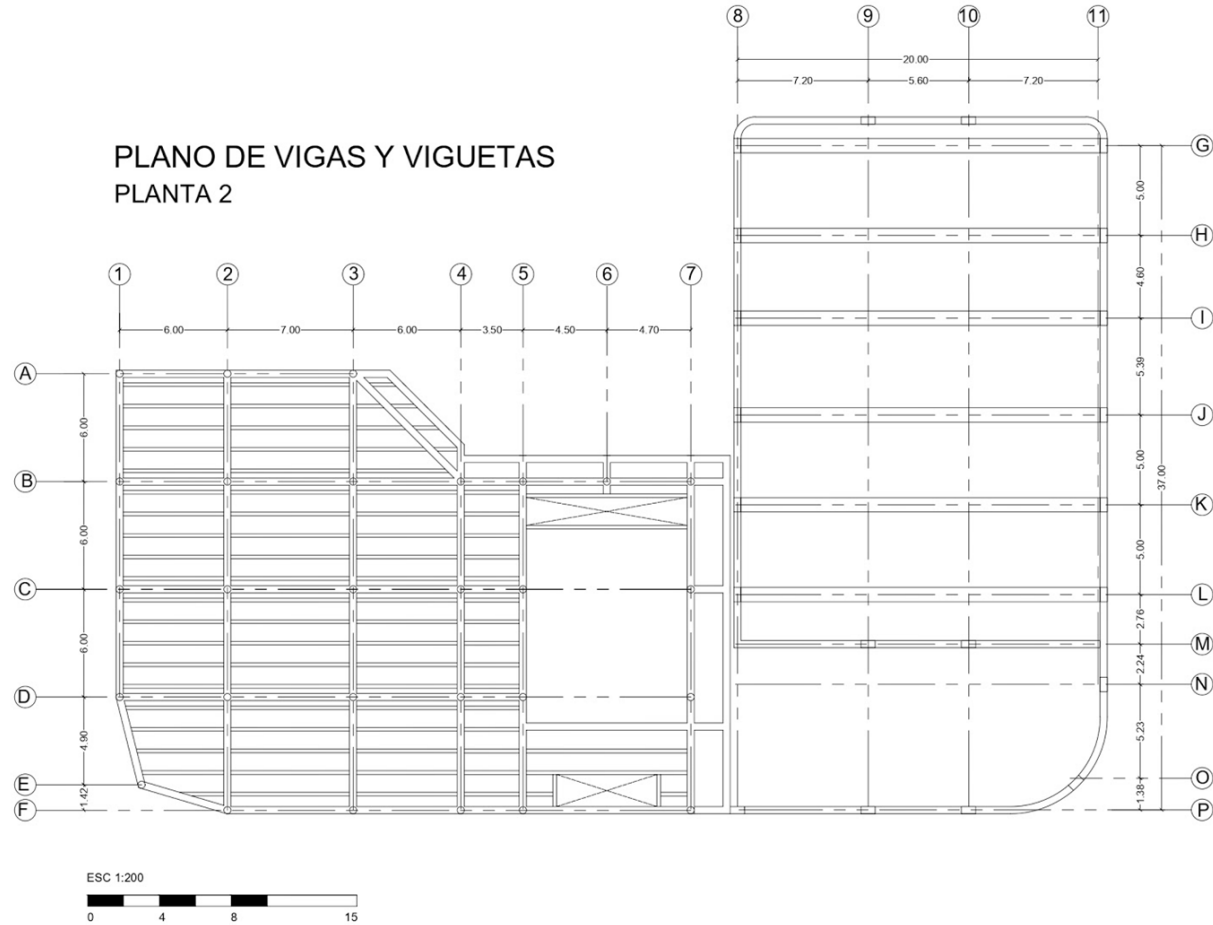 8 9 10 11
20.00
7.20 5.60 7.20
PLANO DE VIGAS Y VIGUETAS
PLANTA 2
1 2 3 4 5 6 7
6.00 7.00 6.00 3.50 4.50 4.70
A
6.00
B
6.00
C
6.00
D
4.90
E
1.42
F
G
5.00
H
4.60
I
5.39
J
5.00
37.00
K
5.00
L
2.76
M
2.24
N
5.23
O
1.38
P
ESC 1:200
0 4 8 15